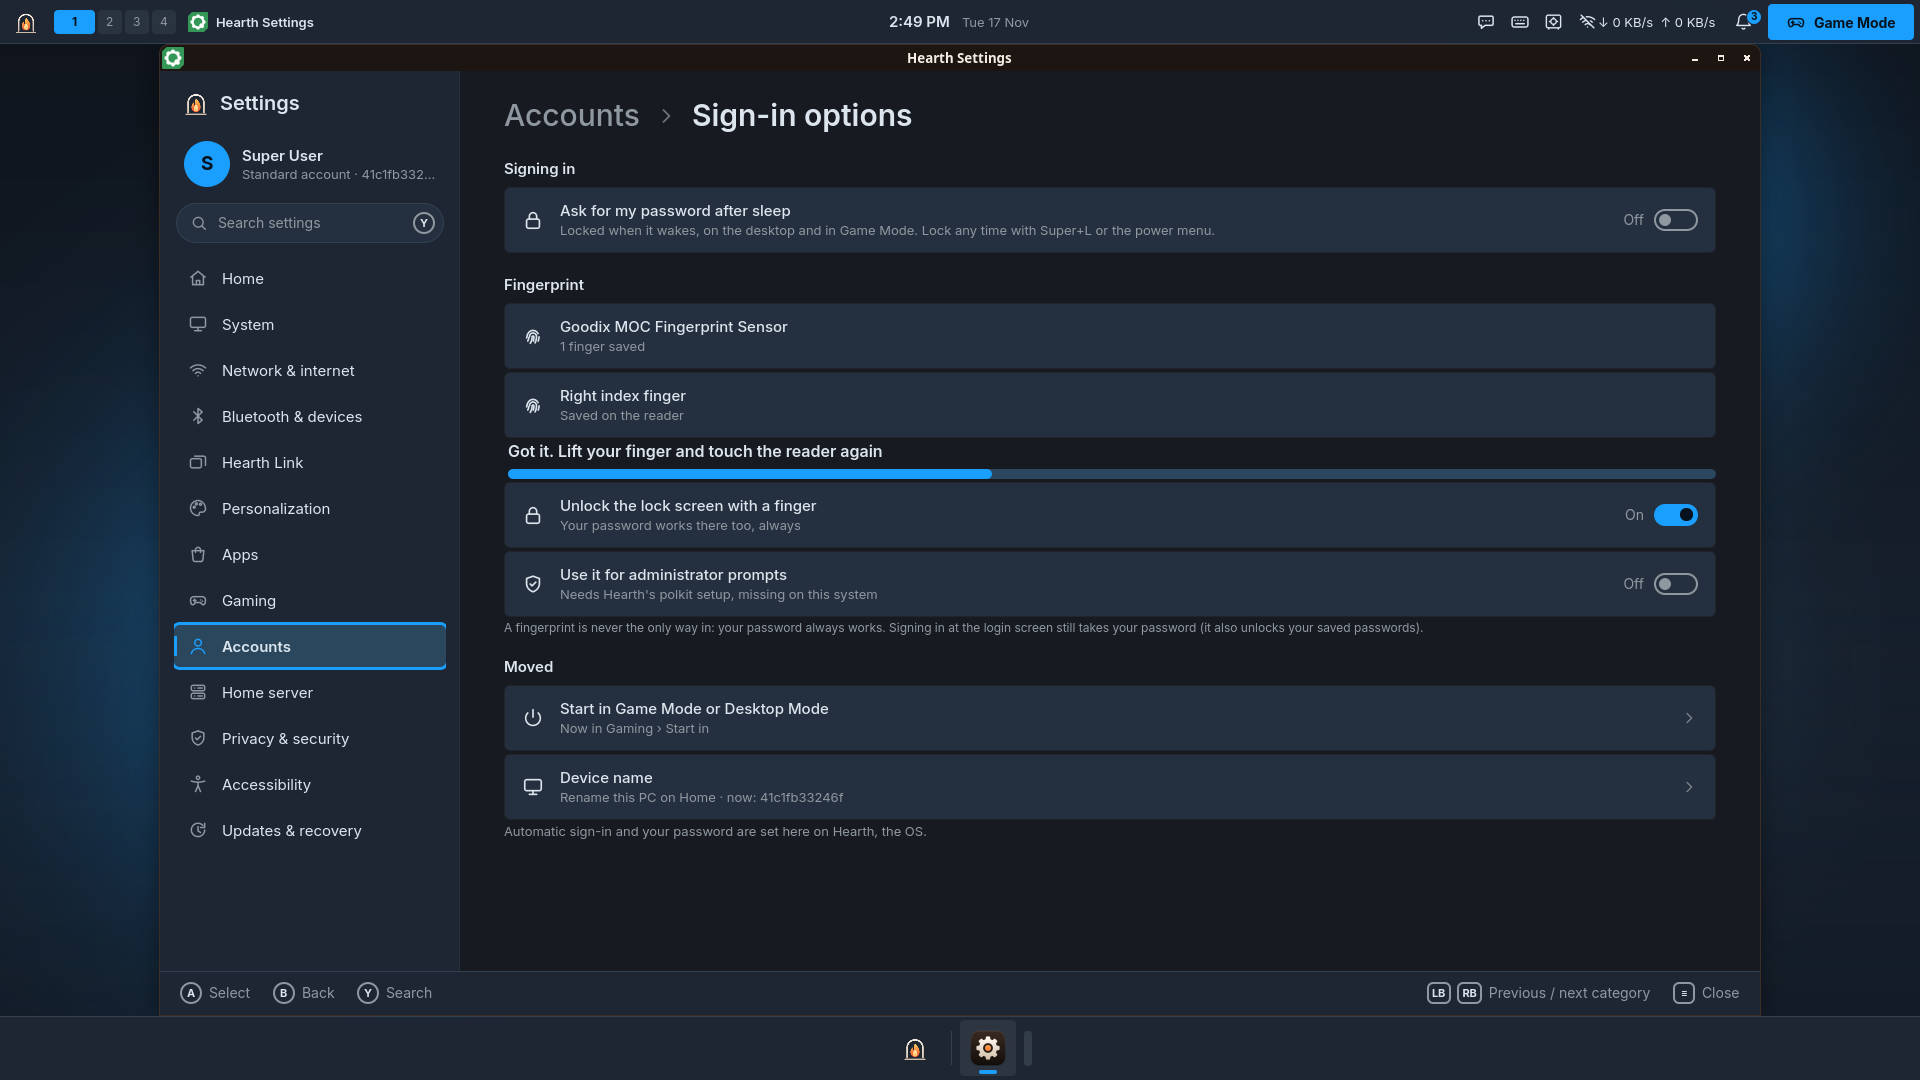 1 2 3 4 Hearth Settings 2:49 PM Tue 17 Nov 0 KB/s 0 KB/s 3 Game Mode
Hearth Settings
Settings
S Super User
Standard account · 41c1fb332...
Search settings Y
Home
System
Network & internet
Bluetooth & devices
Hearth Link
Personalization
Apps
Gaming
Accounts
Home server
Privacy & security
Accessibility
Updates & recovery
Accounts > Sign-in options
Signing in
Ask for my password after sleep
Locked when it wakes, on the desktop and in Game Mode. Lock any time with Super+L or the power menu.
Off
Fingerprint
Goodix MOC Fingerprint Sensor
1 finger saved
Right index finger
Saved on the reader
Got it. Lift your finger and touch the reader again
Unlock the lock screen with a finger
Your password works there too, always
On
Use it for administrator prompts
Needs Hearth's polkit setup, missing on this system
Off
A fingerprint is never the only way in: your password always works. Signing in at the login screen still takes your password (it also unlocks your saved passwords).
Moved
Start in Game Mode or Desktop Mode
Now in Gaming › Start in
Device name
Rename this PC on Home · now: 41c1fb33246f
Automatic sign-in and your password are set here on Hearth, the OS.
A Select B Back Y Search LB RB Previous / next category Close